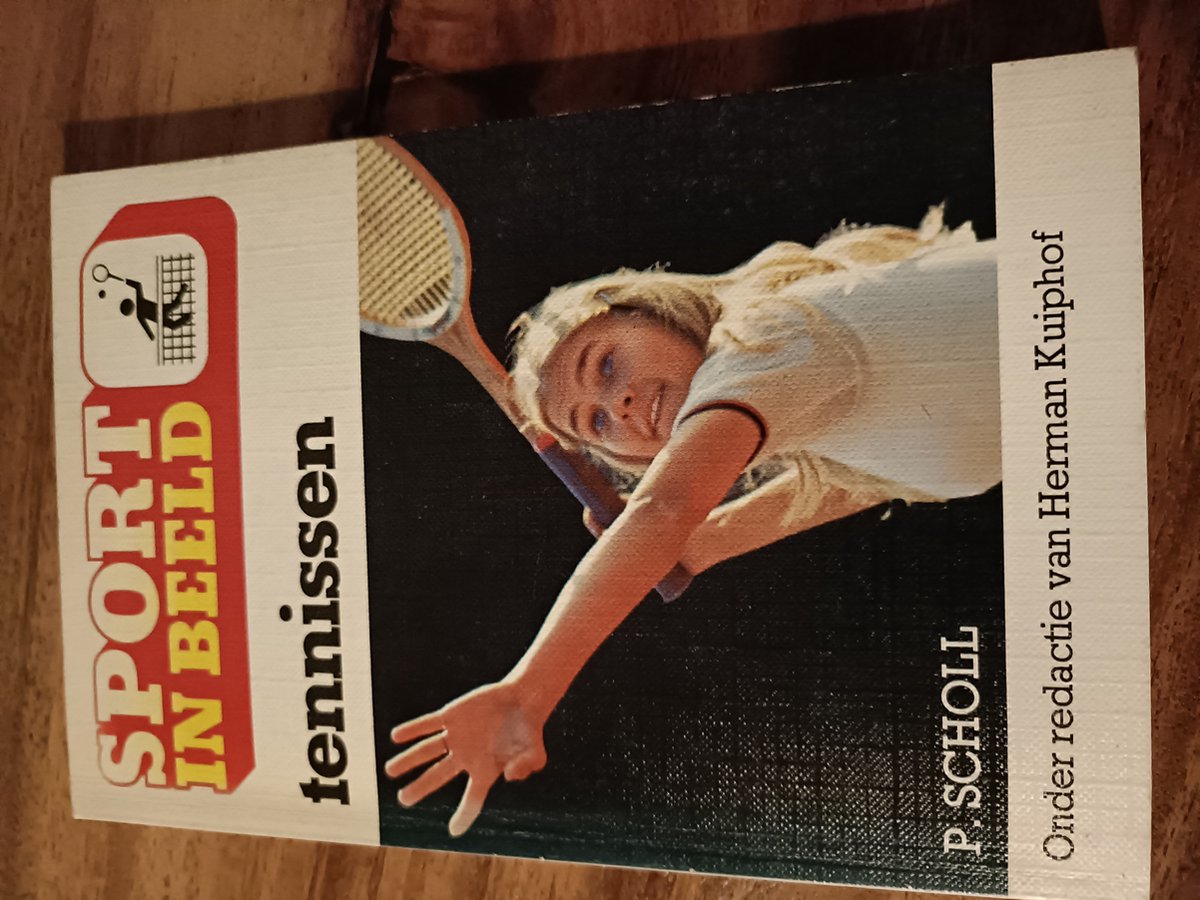 SPORT
IN BEELD
tennissen
P. SCHOLL
Onder redactie van Herman Kuiphof